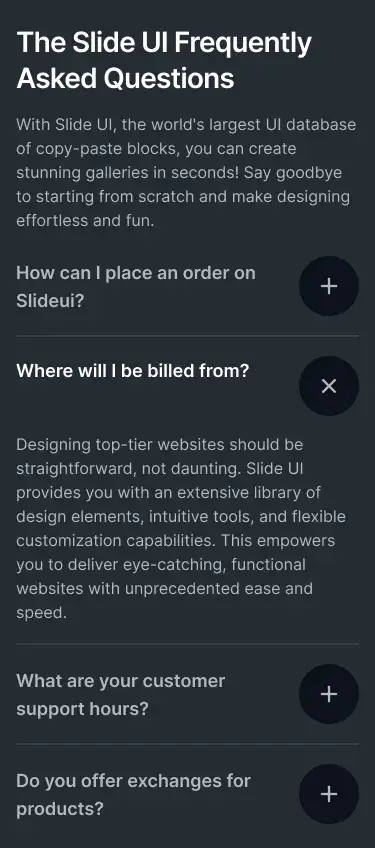 The Slide UI Frequently
Asked Questions
With Slide UI, the world's largest UI database
of copy-paste blocks, you can create
stunning galleries in seconds! Say goodbye
to starting from scratch and make designing
effortless and fun.
How can I place an order on
Slideui?
Where will I be billed from?
Designing top-tier websites should be
straightforward, not daunting. Slide UI
provides you with an extensive library of
design elements, intuitive tools, and flexible
customization capabilities. This empowers
you to deliver eye-catching, functional
websites with unprecedented ease and
speed.
What are your customer
support hours?
Do you offer exchanges for
products?